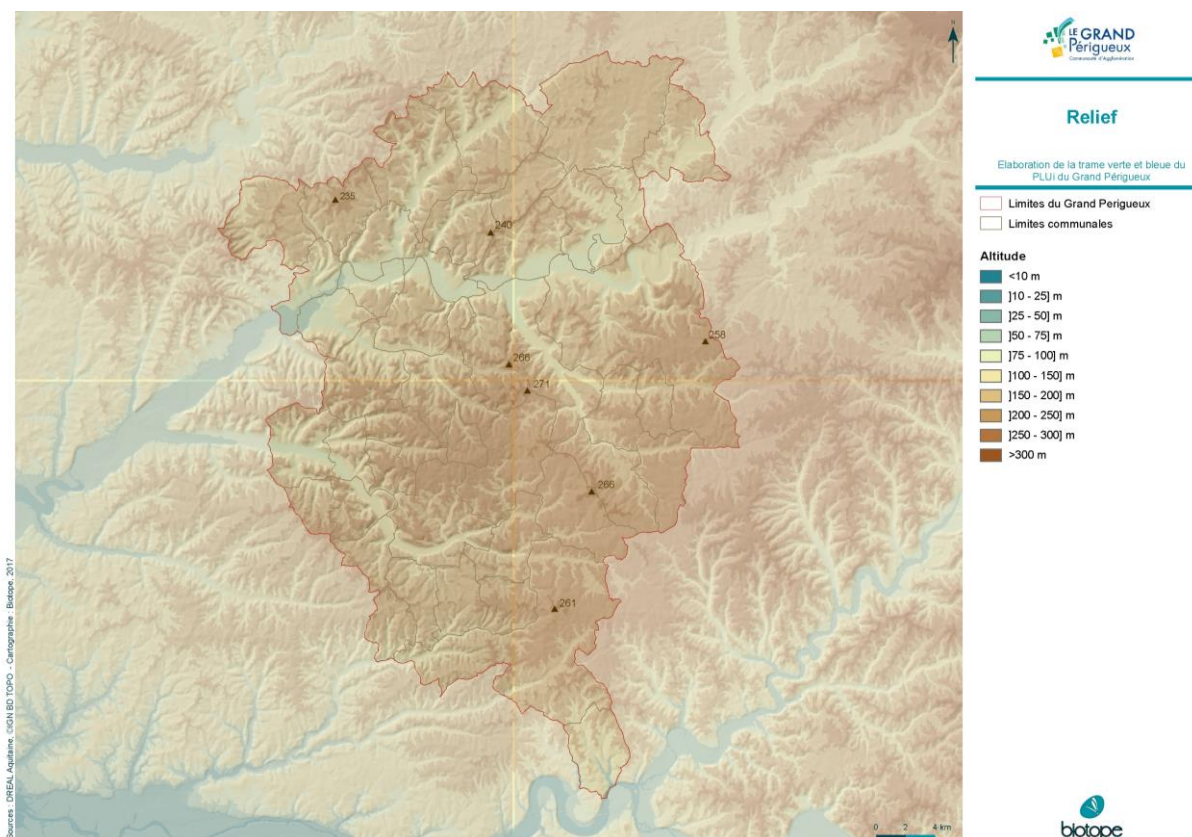 N
235
240
258
266
271
266
261
0 2 4 km
Sources : DREAL Aquitaine, ©IGN BD TOPO - Cartographie : Biotope, 2017
LE GRAND
Périgueux
Communauté d'Agglomération
Relief
Elaboration de la trame verte et bleue du
PLUi du Grand Périgueux
Limites du Grand Perigueux
Limites communales
Altitude
<10 m
]10 - 25] m
]25 - 50] m
]50 - 75] m
]75 - 100] m
]100 - 150] m
]150 - 200] m
]200 - 250] m
]250 - 300] m
>300 m
biotope